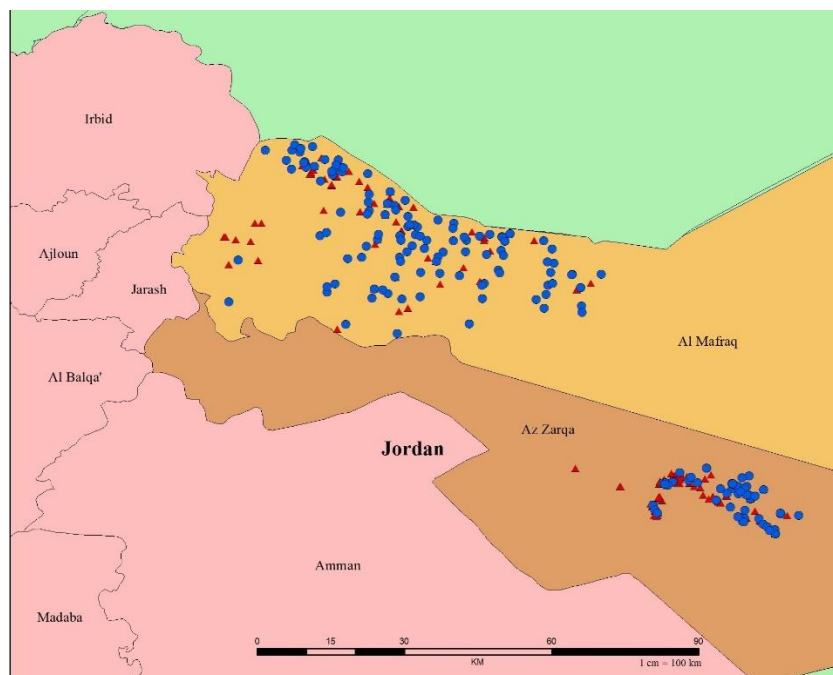 Irbid
Ajloun
Jarash
Al Mafraq
Al Balqa'
Az Zarqa
Jordan
Amman
Madaba
0 15 30 60 90
KM
1 cm = 100 km